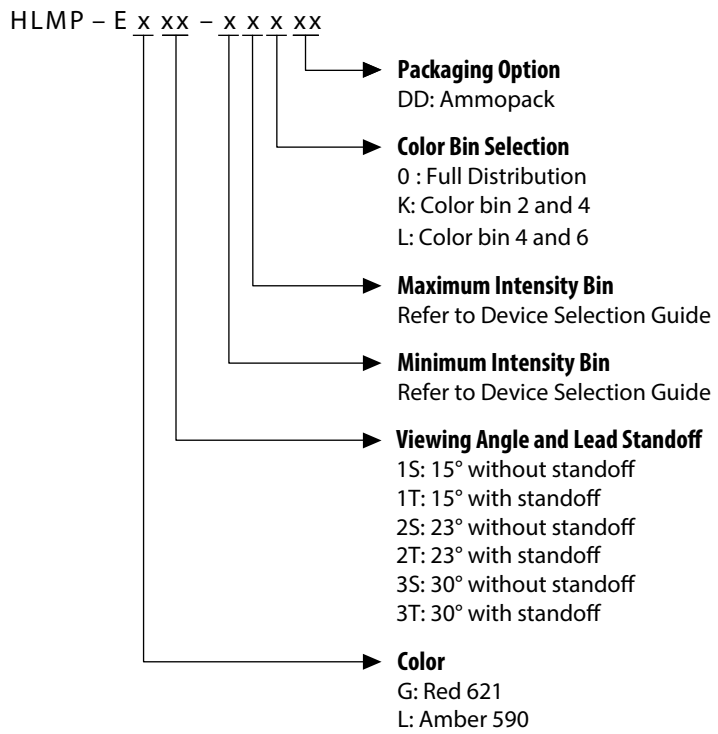 HLMP – E x xx – x x x xx
Packaging Option
DD: Ammopack
Color Bin Selection
0 : Full Distribution
K: Color bin 2 and 4
L: Color bin 4 and 6
Maximum Intensity Bin
Refer to Device Selection Guide
Minimum Intensity Bin
Refer to Device Selection Guide
Viewing Angle and Lead Standoff
1S: 15° without standoff
1T: 15° with standoff
2S: 23° without standoff
2T: 23° with standoff
3S: 30° without standoff
3T: 30° with standoff
Color
G: Red 621
L: Amber 590